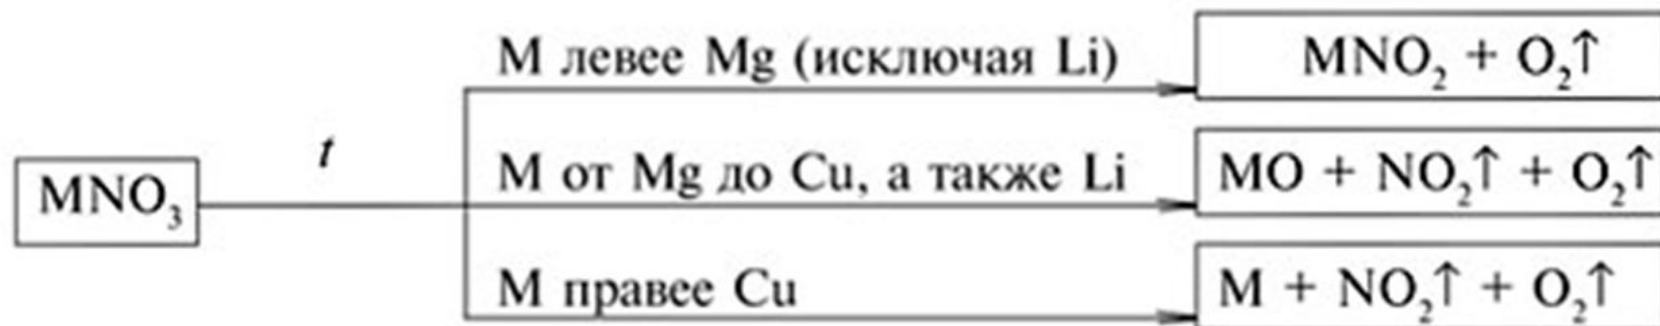 М левее Mg (исключая Li)
MNO₂ + O₂↑
t
MNO₃
М от Mg до Cu, а также Li
MO + NO₂↑ + O₂↑
М правее Cu
M + NO₂↑ + O₂↑